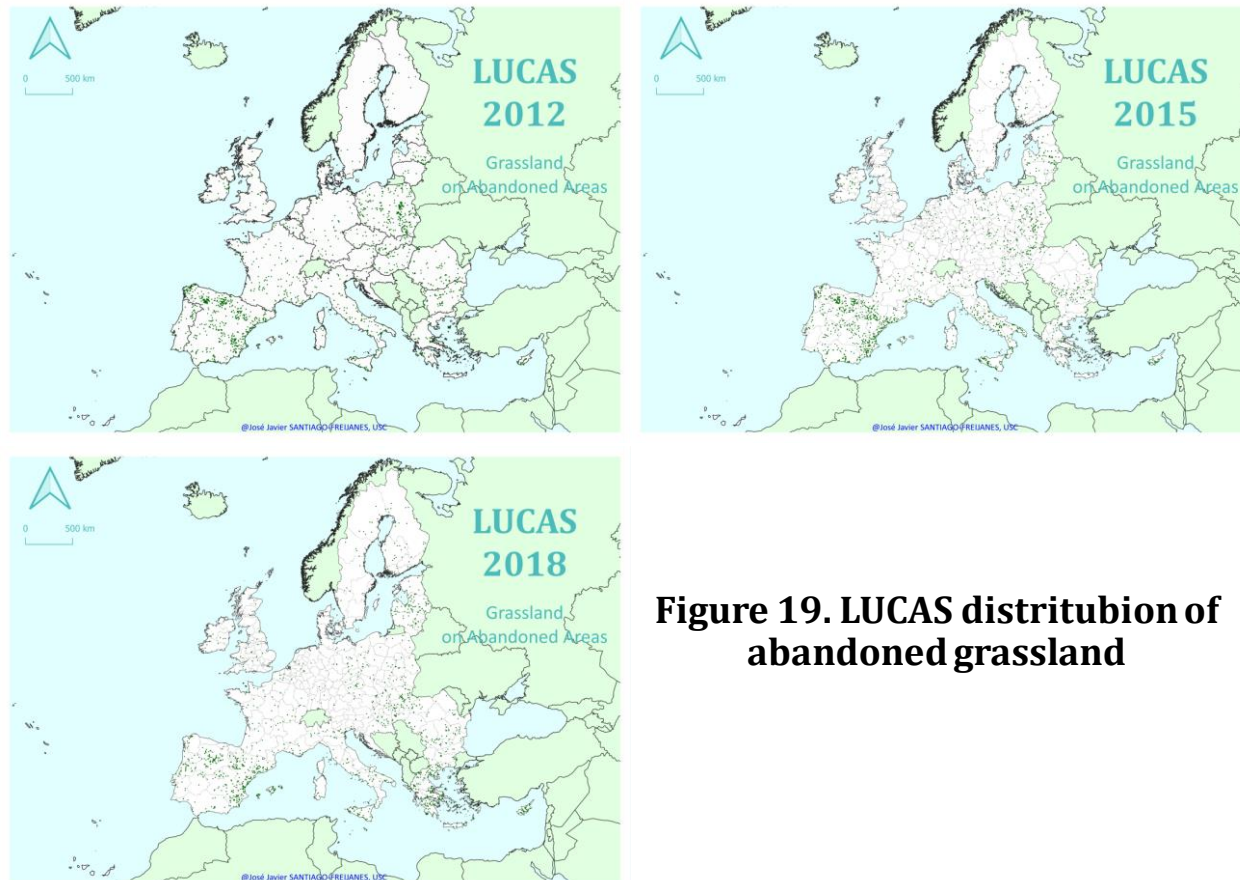 0 500 km
LUCAS
2012
Grassland
on Abandoned Areas
@José Javier SANTIAGO-FREIJANES, USC
0 500 km
LUCAS
2015
Grassland
on Abandoned Areas
@José Javier SANTIAGO-FREIJANES, USC
0 500 km
LUCAS
2018
Grassland
on Abandoned Areas
@José Javier SANTIAGO-FREIJANES, USC
Figure 19. LUCAS distritubion of
abandoned grassland